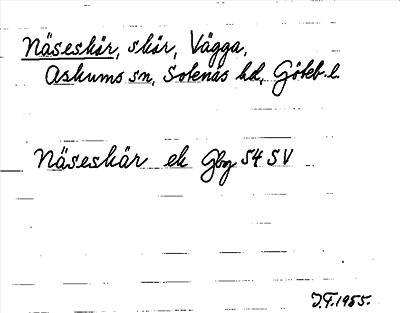 Näseskär, skär, Vägga,
Askums sn, Sotenäs hd, Göteb. l.
Näseskär ek Gbg 54 SV
J.F. 1955.